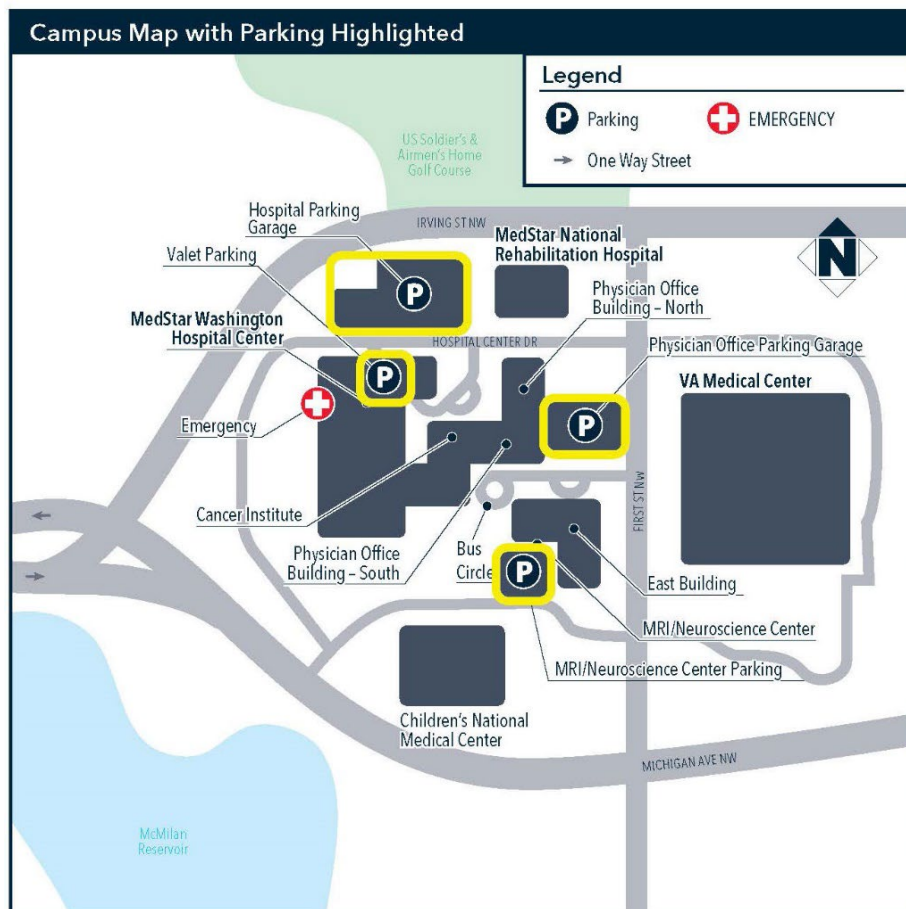 Campus Map with Parking Highlighted
Legend
P Parking
EMERGENCY
One Way Street
US Soldier's &
Airmen's Home
Golf Course
Hospital Parking
Garage
IRVING ST NW
Valet Parking
MedStar National
Rehabilitation Hospital
N
P
Physician Office
Building – North
MedStar Washington
Hospital Center
HOSPITAL CENTER DR
Physician Office Parking Garage
P
VA Medical Center
P
Emergency
Cancer Institute
FIRST ST NW
Physician Office
Building – South
Bus
Circle
P
East Building
MRI/Neuroscience Center
MRI/Neuroscience Center Parking
Children's National
Medical Center
MICHIGAN AVE NW
McMilan
Reservoir